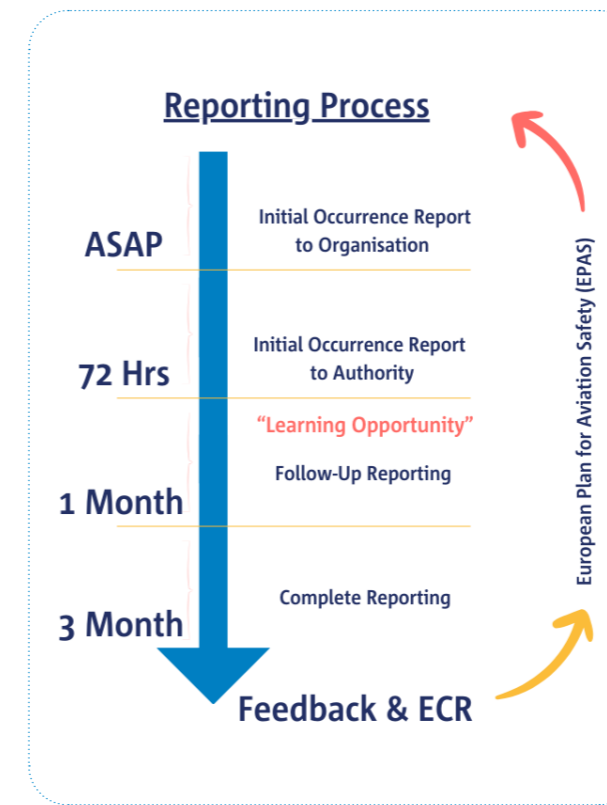 Reporting Process
ASAP
Initial Occurrence Report
to Organisation
72 Hrs
Initial Occurrence Report
to Authority
“Learning Opportunity”
Follow-Up Reporting
1 Month
Complete Reporting
3 Month
Feedback & ECR
European Plan for Aviation Safety (EPAS)